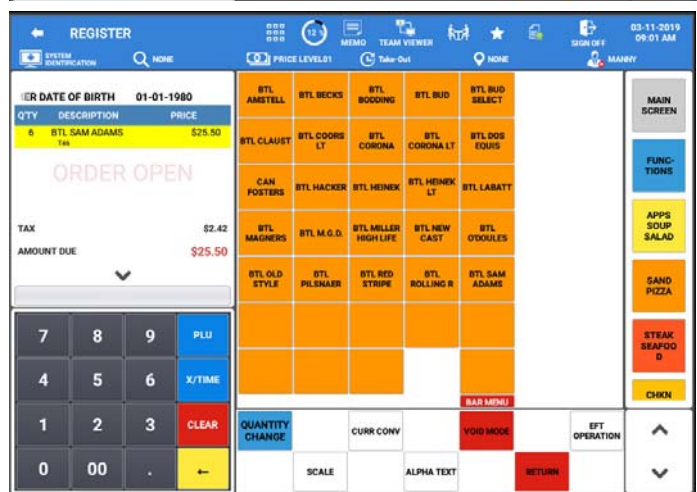 REGISTER
12 %
MEMO
TEAM VIEWER
SIGN OFF
03-11-2019
09:01 AM
SYSTEM IDENTIFICATION
NONE
PRICE LEVEL01
Take-Out
NONE
MANNY
ER DATE OF BIRTH 01-01-1980
Q'TY DESCRIPTION PRICE
6 BTL SAM ADAMS $25.50
ORDER OPEN
TAX $2.42
AMOUNT DUE $25.50
7 8 9 PLU
4 5 6 X/TIME
1 2 3 CLEAR
0 00 . ←
BTL AMSTELL
BTL BECKS
BTL BODDING
BTL BUD
BTL BUD SELECT
BTL CLAUST
BTL COORS LT
BTL CORONA
BTL CORONA LT
BTL DOS EQUIS
CAN FOSTERS
BTL HACKER
BTL HEINEK
BTL HEINEK LT
BTL LABATT
BTL MAGNERS
BTL M.G.D.
BTL MILLER HIGH LIFE
BTL NEW CAST
BTL O'DOULES
BTL OLD STYLE
BTL PILSNAER
BTL RED STRIPE
BTL ROLLING R
BTL SAM ADAMS
BAR MENU
QUANTITY CHANGE
CURR CONV
VOID MODE
EFT OPERATION
SCALE
ALPHA TEXT
RETURN
MAIN SCREEN
FUNC-
TIONS
APPS
SOUP
SALAD
SAND
PIZZA
STEAK
SEAFOO
D
CHKN